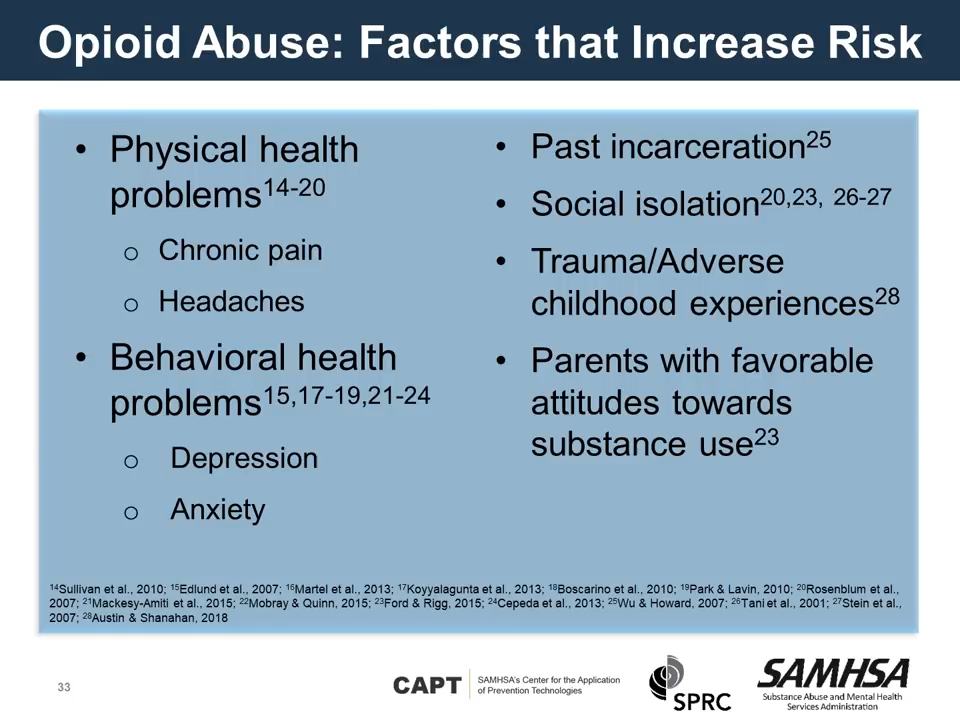 Opioid Abuse: Factors that Increase Risk
• Physical health
problems14-20
o Chronic pain
o Headaches
• Behavioral health
problems15,17-19,21-24
o Depression
o Anxiety
• Past incarceration25
• Social isolation20,23, 26-27
• Trauma/Adverse
childhood experiences28
• Parents with favorable
attitudes towards
substance use23
14Sullivan et al., 2010; 15Edlund et al., 2007; 16Martel et al., 2013; 17Koyyalagunta et al., 2013; 18Boscarino et al., 2010; 19Park & Lavin, 2010; 20Rosenblum et al.,
2007; 21Mackesy-Amiti et al., 2015; 22Mobray & Quinn, 2015; 23Ford & Rigg, 2015; 24Cepeda et al., 2013; 25Wu & Howard, 2007; 26Tani et al., 2001; 27Stein et al.,
2007; 28Austin & Shanahan, 2018
33
CAPT
SAMHSA's Center for the Application
of Prevention Technologies
SPRC
SAMHSA
Substance Abuse and Mental Health
Services Administration